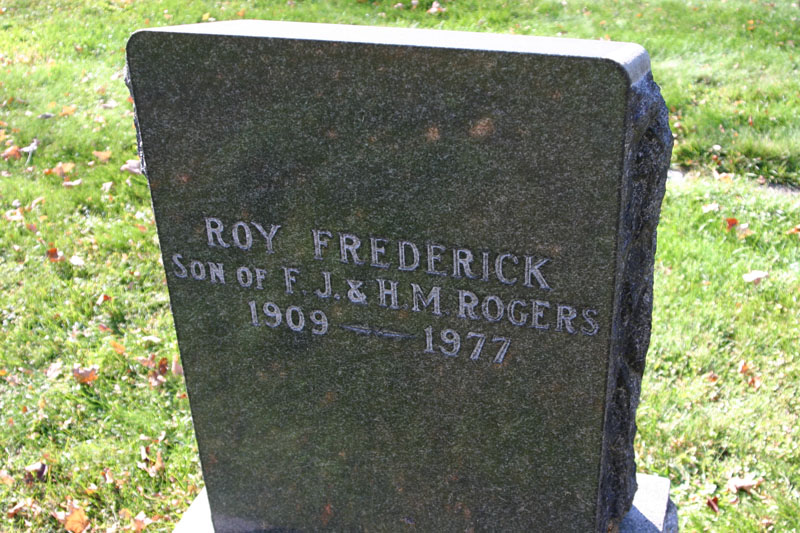 ROY FREDERICK
SON OF F. J. & H. M. ROGERS
1909 — 1977